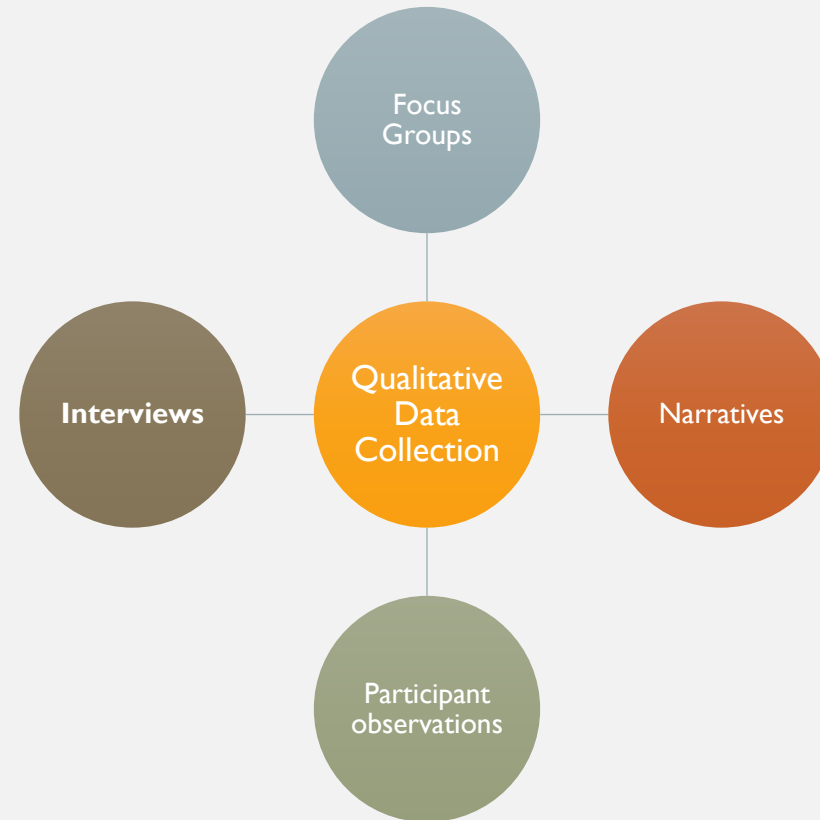 Focus
Groups
Interviews
Qualitative
Data
Collection
Narratives
Participant
observations